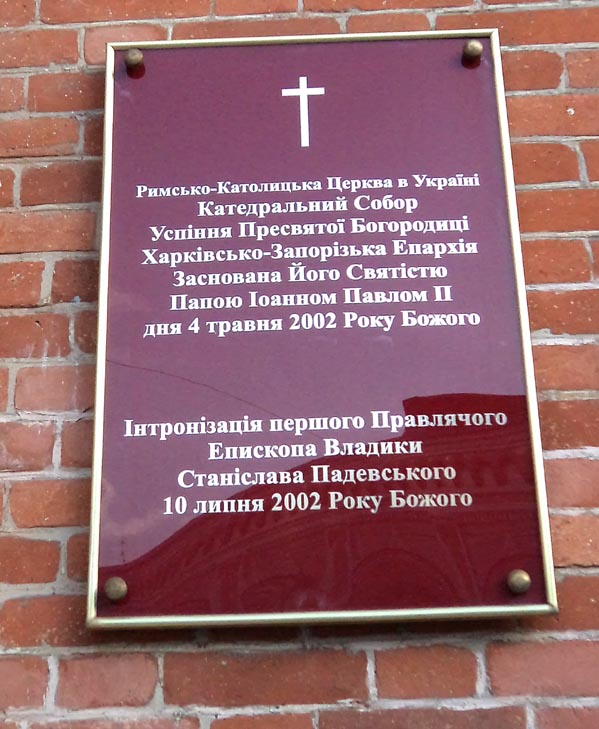 Римсько-Католицька Церква в Україні
Катедральний Собор
Успіння Пресвятої Богородиці
Харківсько-Запорізька Епархія
Заснована Його Святістю
Папою Іоанном Павлом ІІ
дня 4 травня 2002 Року Божого
Інтронізація першого Правлячого
Епископа Владики
Станіслава Падевського
10 липня 2002 Року Божого